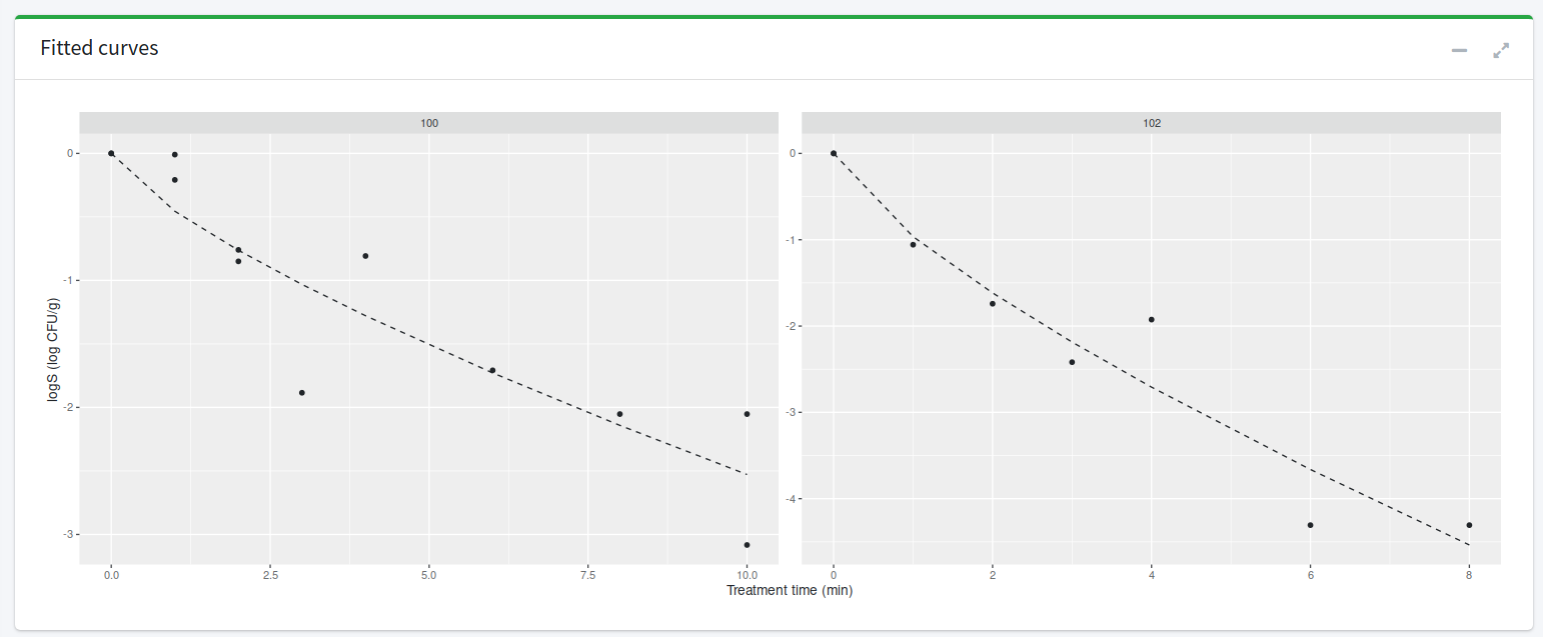 Fitted curves
100
102
0
-1
-2
-3
logS (log CFU/g)
0.0 2.5 5.0 7.5 10.0
0
-1
-2
-3
-4
0 2 4 6 8
Treatment time (min)